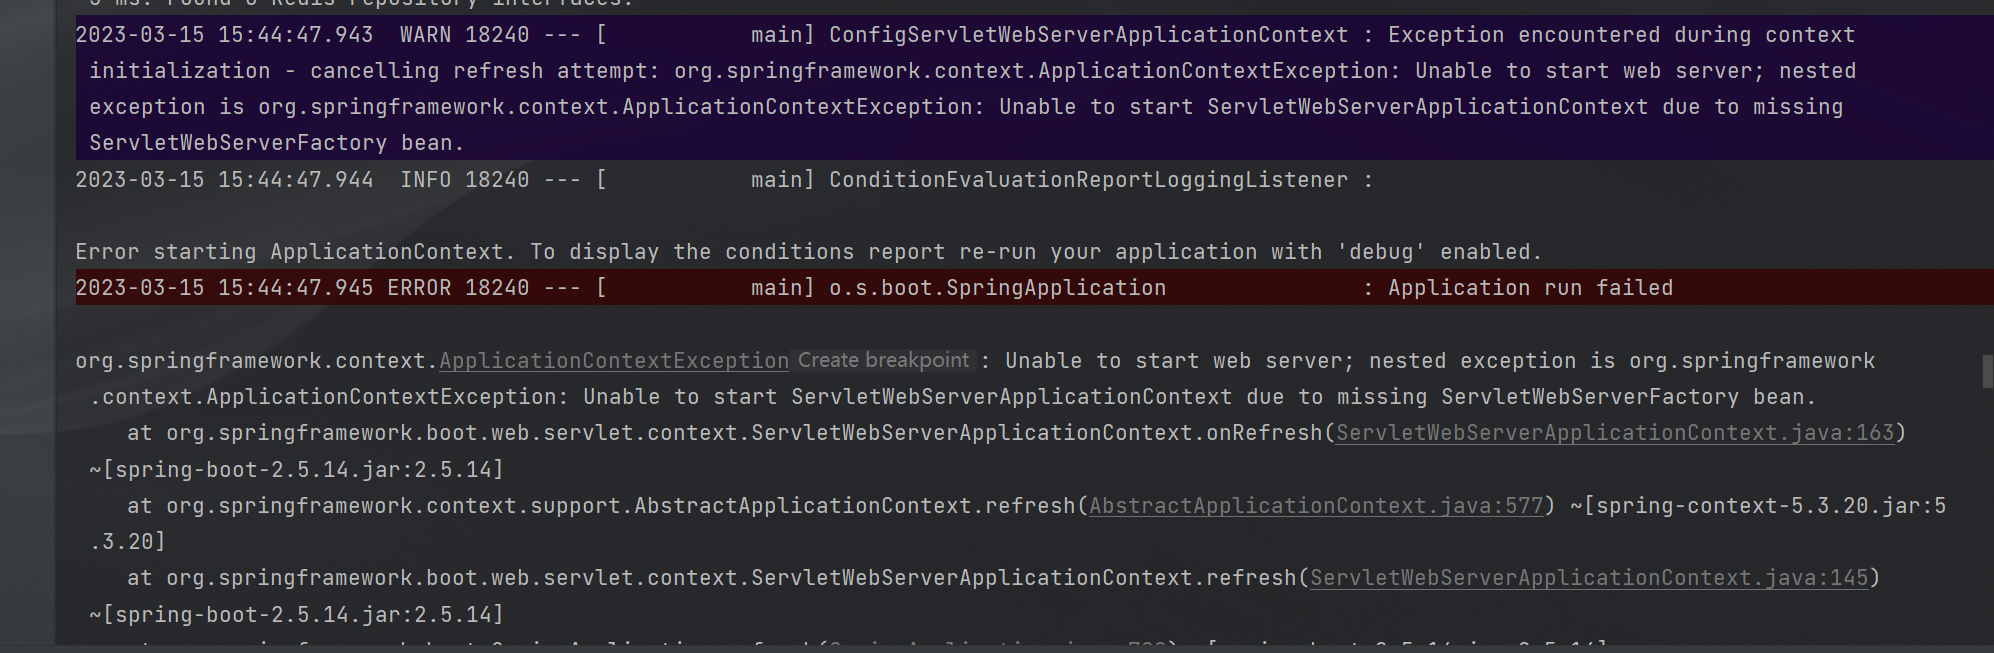 5 ms. Found 0 Redis repository interfaces.
2023-03-15 15:44:47.943  WARN 18240 --- [           main] ConfigServletWebServerApplicationContext : Exception encountered during context
initialization - cancelling refresh attempt: org.springframework.context.ApplicationContextException: Unable to start web server; nested
exception is org.springframework.context.ApplicationContextException: Unable to start ServletWebServerApplicationContext due to missing
ServletWebServerFactory bean.
2023-03-15 15:44:47.944  INFO 18240 --- [           main] ConditionEvaluationReportLoggingListener :
Error starting ApplicationContext. To display the conditions report re-run your application with 'debug' enabled.
2023-03-15 15:44:47.945 ERROR 18240 --- [           main] o.s.boot.SpringApplication               : Application run failed
org.springframework.context.ApplicationContextException Create breakpoint : Unable to start web server; nested exception is org.springframework
.context.ApplicationContextException: Unable to start ServletWebServerApplicationContext due to missing ServletWebServerFactory bean.
at org.springframework.boot.web.servlet.context.ServletWebServerApplicationContext.onRefresh(ServletWebServerApplicationContext.java:163)
~[spring-boot-2.5.14.jar:2.5.14]
at org.springframework.context.support.AbstractApplicationContext.refresh(AbstractApplicationContext.java:577) ~[spring-context-5.3.20.jar:5
.3.20]
at org.springframework.boot.web.servlet.context.ServletWebServerApplicationContext.refresh(ServletWebServerApplicationContext.java:145)
~[spring-boot-2.5.14.jar:2.5.14]